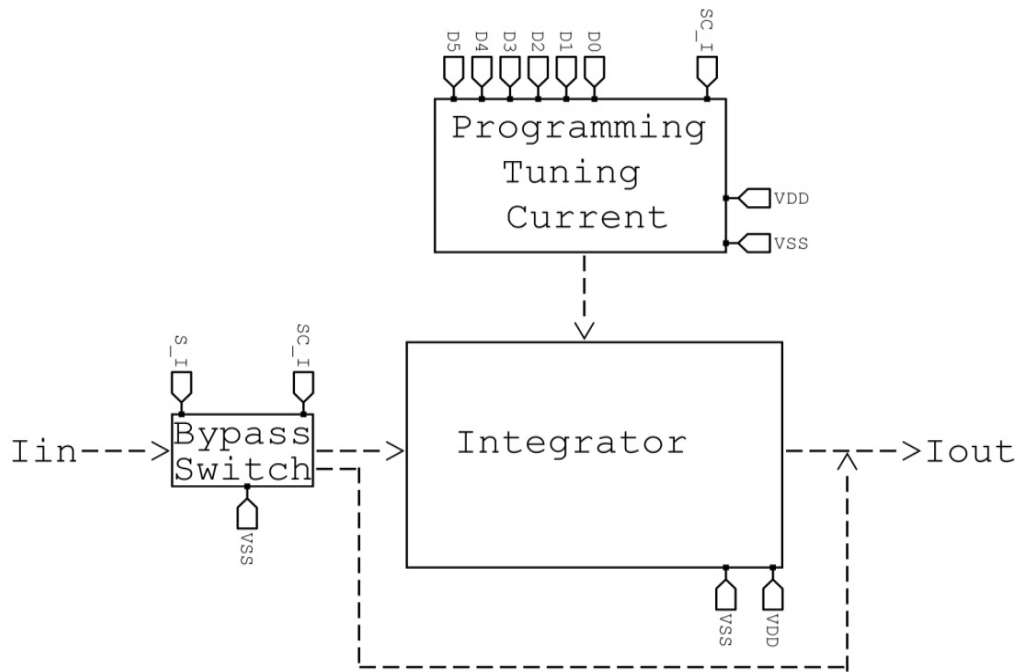 D5
D4
D3
D2
D1
D0
SC_I
Programming
Tuning
Current
VDD
VSS
S_I
SC_I
Iin
Bypass
Switch
VSS
Integrator
Iout
VSS
VDD